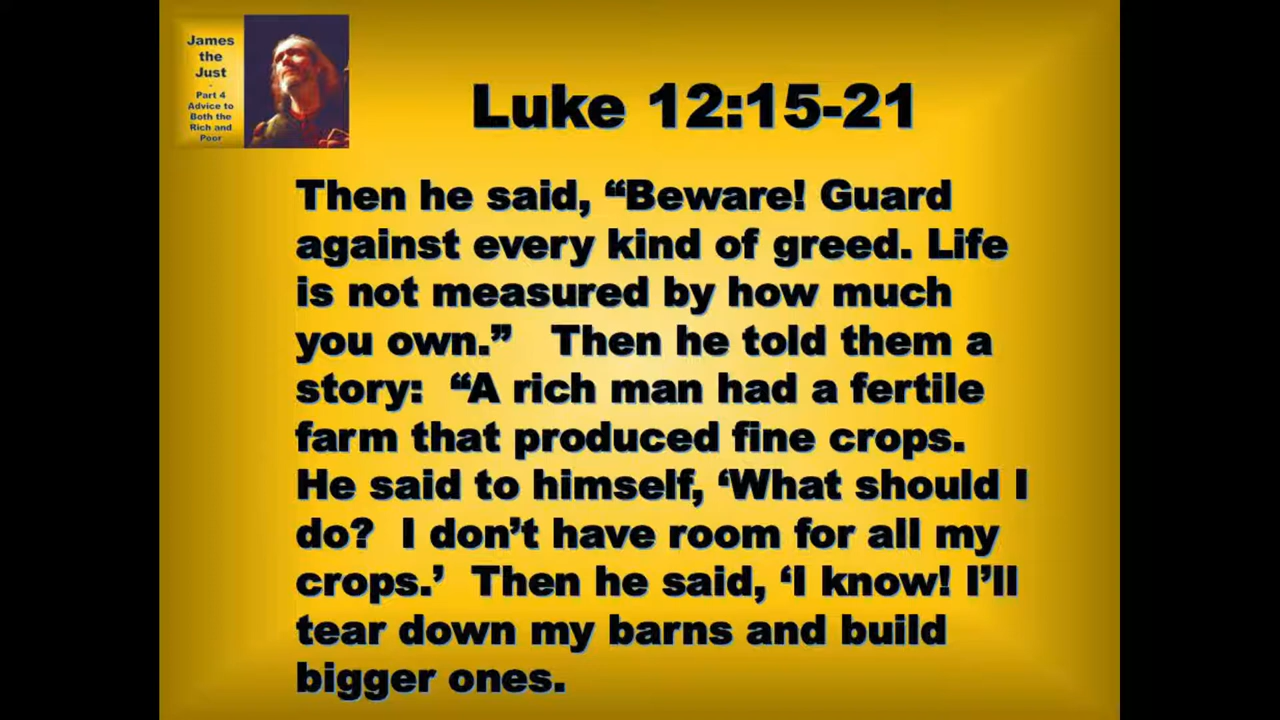 James
the
Just
-
Part 4
Advice to
Both the
Rich and
Poor
Luke 12:15-21
Then he said, “Beware! Guard
against every kind of greed. Life
is not measured by how much
you own.” Then he told them a
story: “A rich man had a fertile
farm that produced fine crops.
He said to himself, ‘What should I
do? I don’t have room for all my
crops.’ Then he said, ‘I know! I’ll
tear down my barns and build
bigger ones.